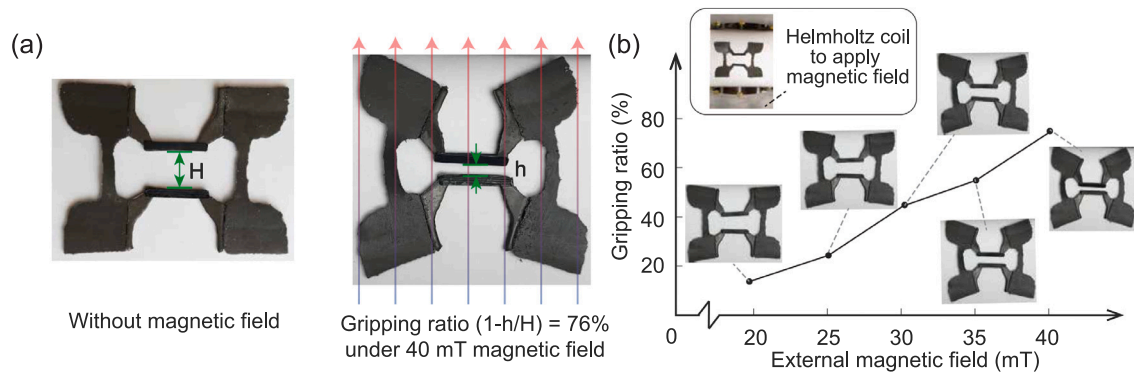 (a)
H
Without magnetic field
h
Gripping ratio (1-h/H) = 76%
under 40 mT magnetic field
(b)
Helmholtz coil
to apply
magnetic field
Gripping ratio (%)
80
60
40
20
0
20
25
30
35
40
External magnetic field (mT)